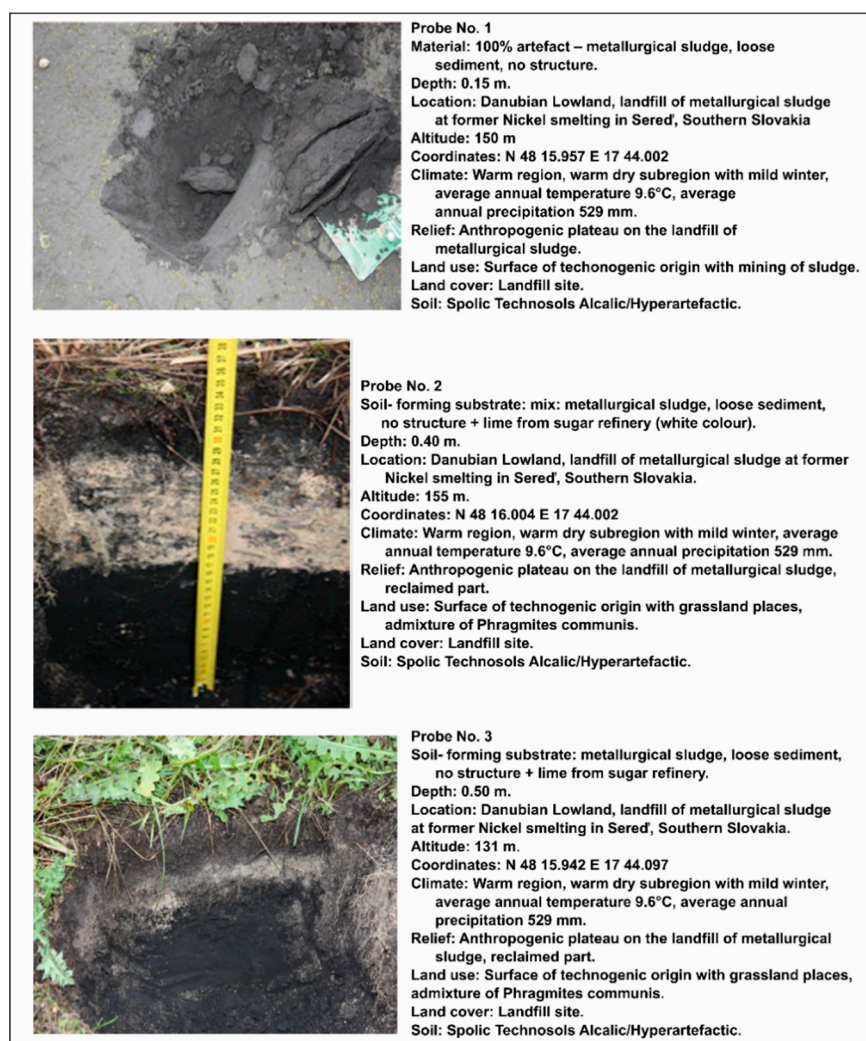 Probe No. 1
Material: 100% artefact – metallurgical sludge, loose
sediment, no structure.
Depth: 0.15 m.
Location: Danubian Lowland, landfill of metallurgical sludge
at former Nickel smelting in Sereď, Southern Slovakia
Altitude: 150 m
Coordinates: N 48 15.957 E 17 44.002
Climate: Warm region, warm dry subregion with mild winter,
average annual temperature 9.6°C, average
annual precipitation 529 mm.
Relief: Anthropogenic plateau on the landfill of
metallurgical sludge.
Land use: Surface of techonogenic origin with mining of sludge.
Land cover: Landfill site.
Soil: Spolic Technosols Alcalic/Hyperartefactic.
Probe No. 2
Soil- forming substrate: mix: metallurgical sludge, loose sediment,
no structure + lime from sugar refinery (white colour).
Depth: 0.40 m.
Location: Danubian Lowland, landfill of metallurgical sludge at former
Nickel smelting in Sereď, Southern Slovakia.
Altitude: 155 m.
Coordinates: N 48 16.004 E 17 44.002
Climate: Warm region, warm dry subregion with mild winter, average
annual temperature 9.6°C, average annual precipitation 529 mm.
Relief: Anthropogenic plateau on the landfill of metallurgical sludge,
reclaimed part.
Land use: Surface of technogenic origin with grassland places,
admixture of Phragmites communis.
Land cover: Landfill site.
Soil: Spolic Technosols Alcalic/Hyperartefactic.
Probe No. 3
Soil- forming substrate: metallurgical sludge, loose sediment,
no structure + lime from sugar refinery.
Depth: 0.50 m.
Location: Danubian Lowland, landfill of metallurgical sludge
at former Nickel smelting in Sereď, Southern Slovakia.
Altitude: 131 m.
Coordinates: N 48 15.942 E 17 44.097
Climate: Warm region, warm dry subregion with mild winter,
average annual temperature 9.6°C, average annual
precipitation 529 mm.
Relief: Anthropogenic plateau on the landfill of metallurgical
sludge, reclaimed part.
Land use: Surface of technogenic origin with grassland places,
admixture of Phragmites communis.
Land cover: Landfill site.
Soil: Spolic Technosols Alcalic/Hyperartefactic.